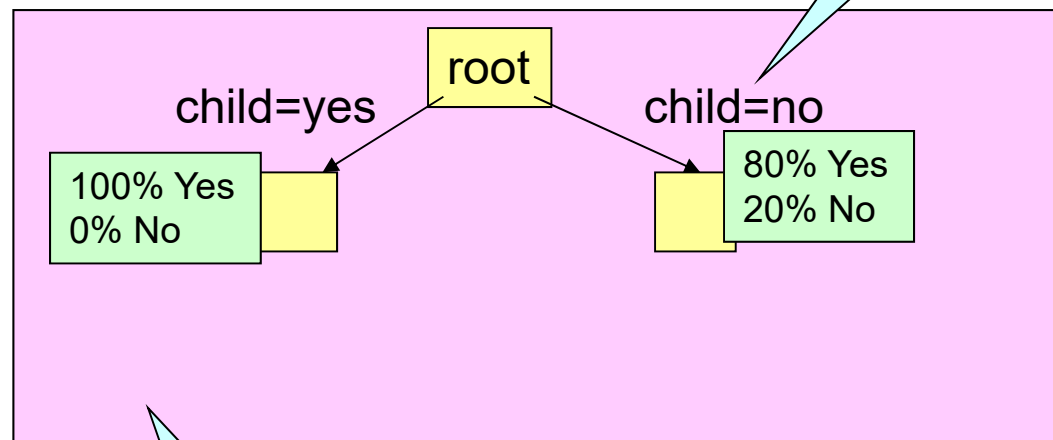 root
child=yes
child=no
100% Yes
0% No
80% Yes
20% No